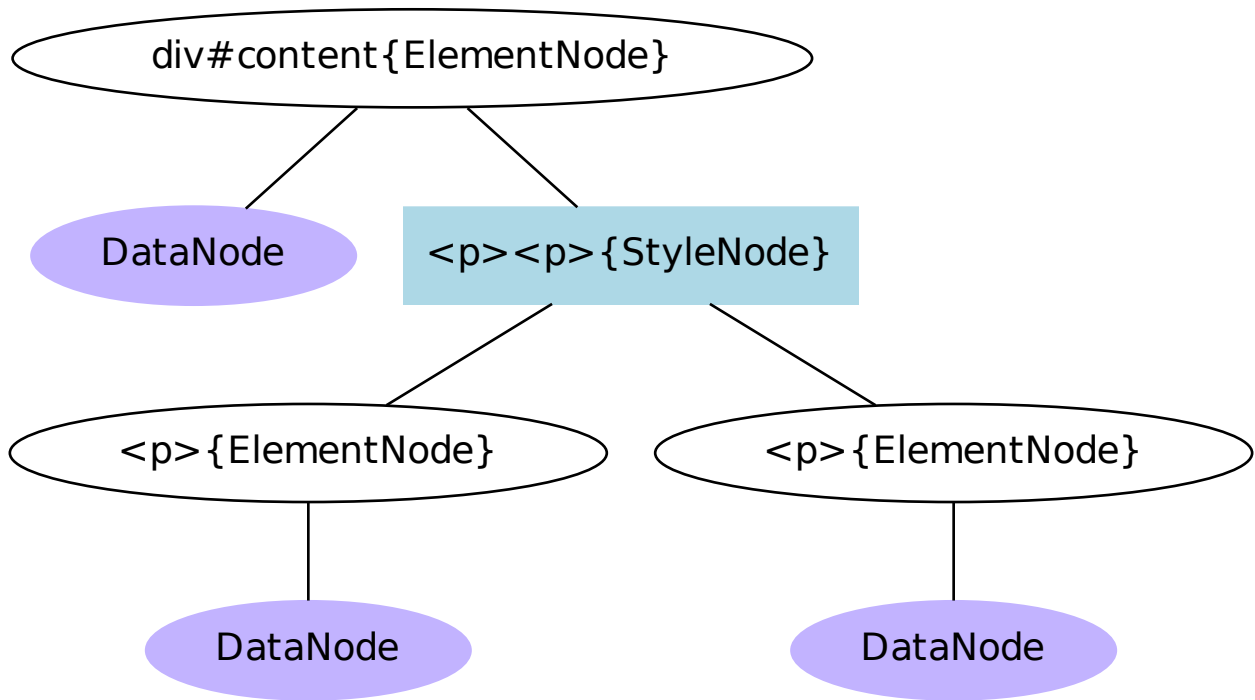 div#content{ElementNode}
DataNode
<p><p>{StyleNode}
<p>{ElementNode}
<p>{ElementNode}
DataNode
DataNode